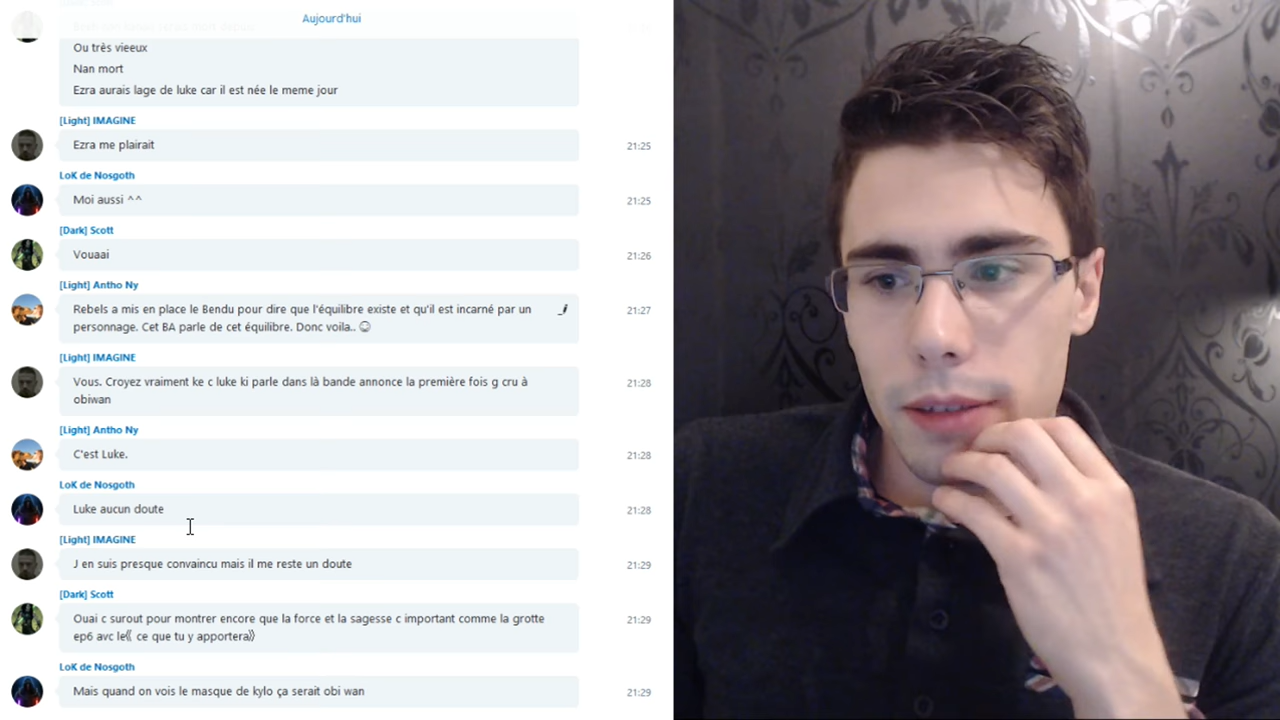 Aujourd'hui
Ou très vieeux
Nan mort
Ezra aurais lage de luke car il est née le meme jour
[Light] IMAGINE
Ezra me plairait
21:25
LoK de Nosgoth
Moi aussi ^^
21:25
[Dark] Scott
Vouaai
21:26
[Light] Antho Ny
Rebels a mis en place le Bendu pour dire que l'équilibre existe et qu'il est incarné par un
personnage. Cet BA parle de cet équilibre. Donc voila..
21:27
[Light] IMAGINE
Vous. Croyez vraiment ke c luke ki parle dans là bande annonce la première fois g cru à
obiwan
21:28
[Light] Antho Ny
C'est Luke.
21:28
LoK de Nosgoth
Luke aucun doute
21:28
[Light] IMAGINE
J en suis presque convaincu mais il me reste un doute
21:29
[Dark] Scott
Ouai c surout pour montrer encore que la force et la sagesse c important comme la grotte
ep6 avc le⟪ ce que tu y apportera⟫
21:29
LoK de Nosgoth
Mais quand on vois le masque de kylo ça serait obi wan
21:29